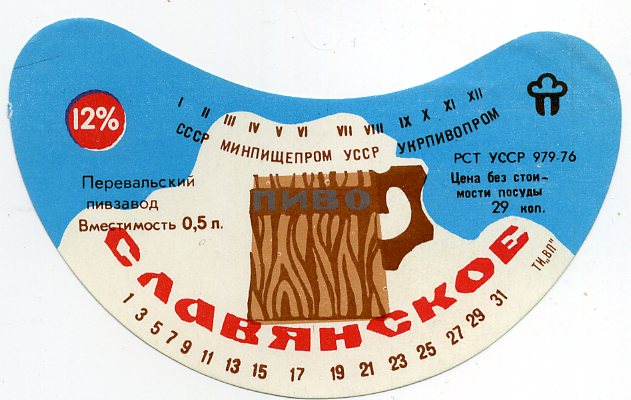 I II III IV V VI VII VIII IX X XI XII
СССР МИНПИЩЕПРОМ УССР УКРПИВОПРОМ
12%
Перевальский
пивзавод
Вместимость 0,5 л.
РСТ УССР 979-76
Цена без стои-
мости посуды
29 коп.
ПИВО
СЛАВЯНСКОЕ
ТИ„ВП"
1 3 5 7 9 11 13 15 17 19 21 23 25 27 29 31